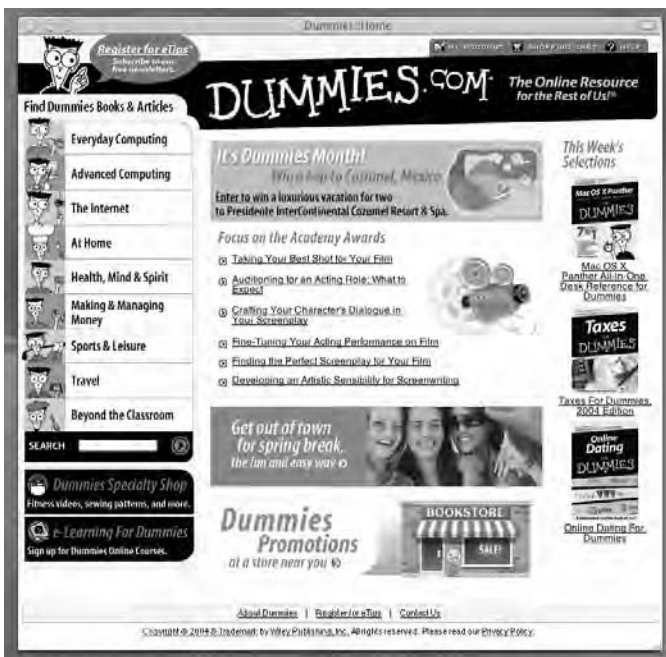 Dummies::Home
Register for eTips
Subscribe to our
free newsletters.
MY ACCOUNT SHOPPING CART ? HELP
DUMMIES.COM
The Online Resource
for the Rest of Us!
Find Dummies Books & Articles
Everyday Computing
Advanced Computing
The Internet
At Home
Health, Mind & Spirit
Making & Managing
Money
Sports & Leisure
Travel
Beyond the Classroom
SEARCH
Dummies Specialty Shop
Fitness videos, sewing patterns, and more.
e-Learning For Dummies
Sign up for Dummies Online Courses.
It's Dummies Month!
Win a trip to Cozumel, Mexico
Enter to win a luxurious vacation for two
to Presidente InterContinental Cozumel Resort & Spa.
Focus on the Academy Awards
Taking Your Best Shot for Your Film
Auditioning for an Acting Role: What to
Expect
Crafting Your Character's Dialogue in
Your Screenplay
Fine-Tuning Your Acting Performance on Film
Finding the Perfect Screenplay for Your Film
Developing an Artistic Sensibility for Screenwriting
Get out of town
for spring break,
the fun and easy way
Dummies
Promotions
at a store near you
BOOKSTORE
SALE!
This Week's
Selections
Mac OS X Panther
DUMMIES
7 in 1
Mac OS X
Panther All-in-One
Desk Reference for
Dummies
Taxes
DUMMIES
Taxes For Dummies,
2004 Edition
Online
Dating
DUMMIES
Online Dating For
Dummies
About Dummies | Register for eTips | Contact Us
Copyright © 2004 & Trademark by Wiley Publishing, Inc. All rights reserved. Please read our Privacy Policy.